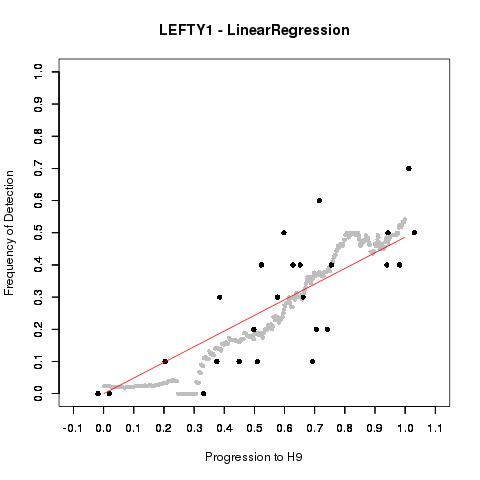 LEFTY1 - LinearRegression
Frequency of Detection
1.0
0.9
0.8
0.7
0.6
0.5
0.4
0.3
0.2
0.1
0.0
-0.1 0.0 0.1 0.2 0.3 0.4 0.5 0.6 0.7 0.8 0.9 1.0 1.1
Progression to H9